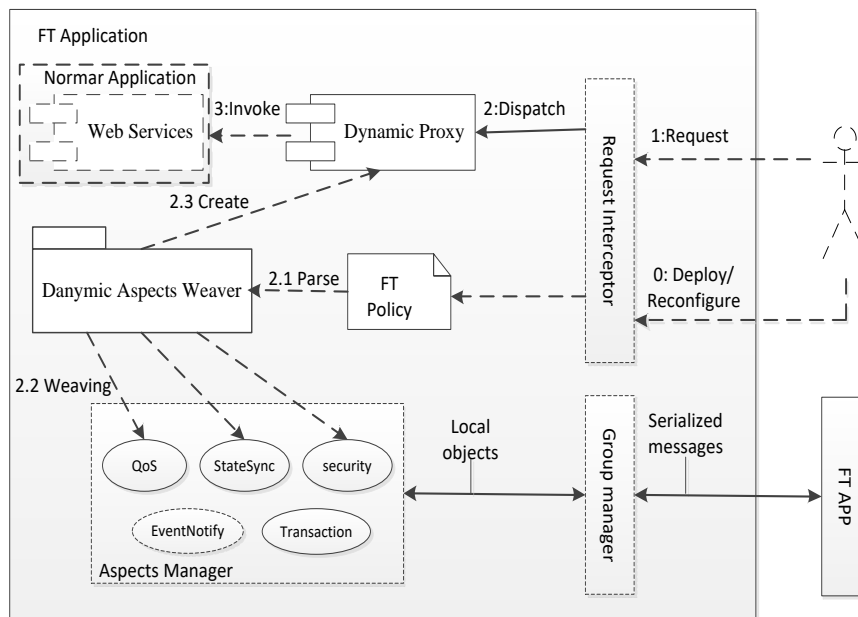 FT Application
Normar Application
Web Services
3:Invoke
Dynamic Proxy
2:Dispatch
Request Interceptor
1:Request
2.3 Create
Danymic Aspects Weaver
2.1 Parse
FT
Policy
0: Deploy/
Reconfigure
2.2 Weaving
QoS
StateSync
security
EventNotify
Transaction
Aspects Manager
Local
objects
Group manager
Serialized
messages
FT APP